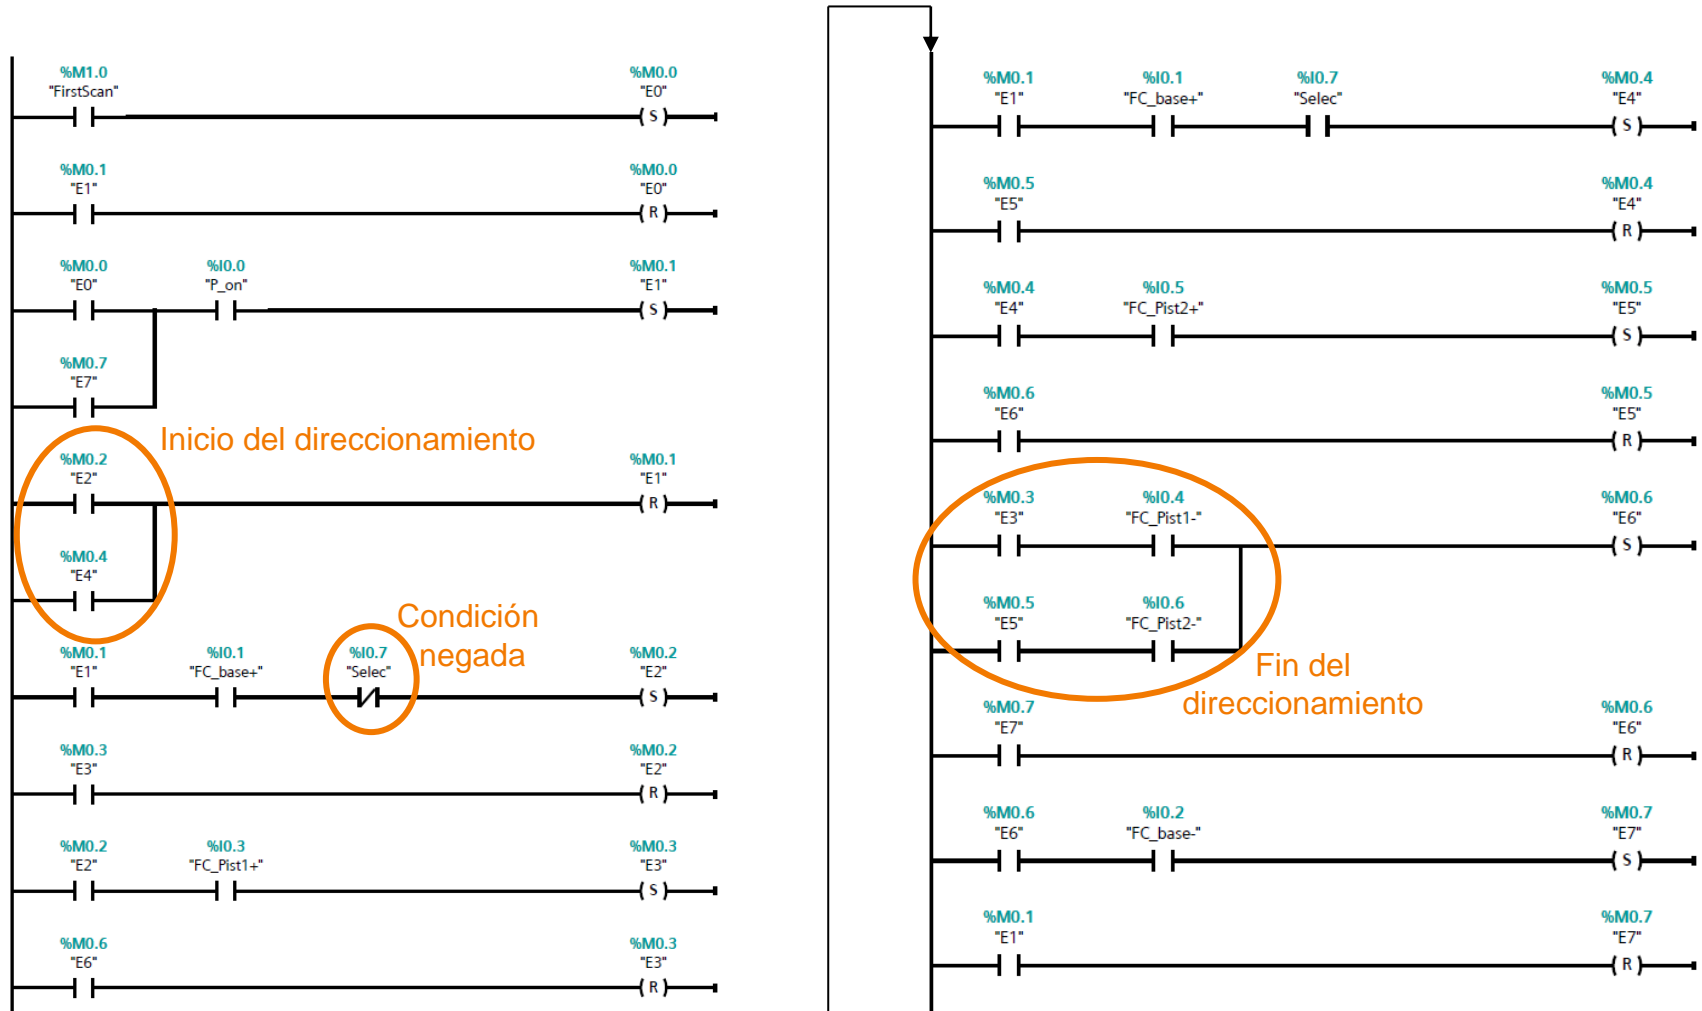 %M1.0
"FirstScan"
%M0.0
"E0"
S
%M0.1
"E1"
%M0.0
"E0"
R
%M0.0
"E0"
%I0.0
"P_on"
%M0.1
"E1"
S
%M0.7
"E7"
Inicio del direccionamiento
%M0.2
"E2"
%M0.1
"E1"
R
%M0.4
"E4"
Condición
negada
%M0.1
"E1"
%I0.1
"FC_base+"
%I0.7
"Selec"
%M0.2
"E2"
S
%M0.3
"E3"
%M0.2
"E2"
R
%M0.2
"E2"
%I0.3
"FC_Pist1+"
%M0.3
"E3"
S
%M0.6
"E6"
%M0.3
"E3"
R
%M0.1
"E1"
%I0.1
"FC_base+"
%I0.7
"Selec"
%M0.4
"E4"
S
%M0.5
"E5"
%M0.4
"E4"
R
%M0.4
"E4"
%I0.5
"FC_Pist2+"
%M0.5
"E5"
S
%M0.6
"E6"
%M0.5
"E5"
R
%M0.3
"E3"
%I0.4
"FC_Pist1-"
%M0.6
"E6"
S
%M0.5
"E5"
%I0.6
"FC_Pist2-"
Fin del
direccionamiento
%M0.7
"E7"
%M0.6
"E6"
R
%M0.6
"E6"
%I0.2
"FC_base-"
%M0.7
"E7"
S
%M0.1
"E1"
%M0.7
"E7"
R